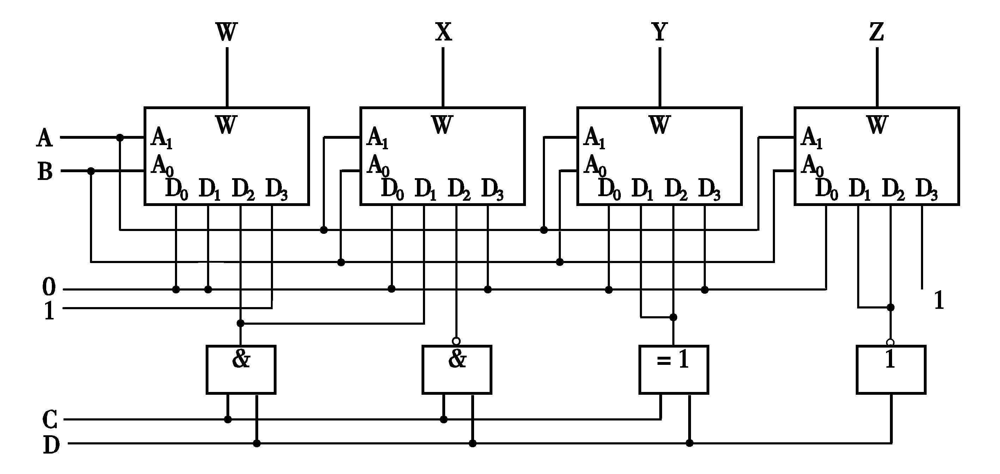 W X Y Z
W W W W
A A₁ A₁ A₁ A₁
B A₀ A₀ A₀ A₀
D₀ D₁ D₂ D₃ D₀ D₁ D₂ D₃ D₀ D₁ D₂ D₃ D₀ D₁ D₂ D₃
0
1 1
& & = 1 1
C
D